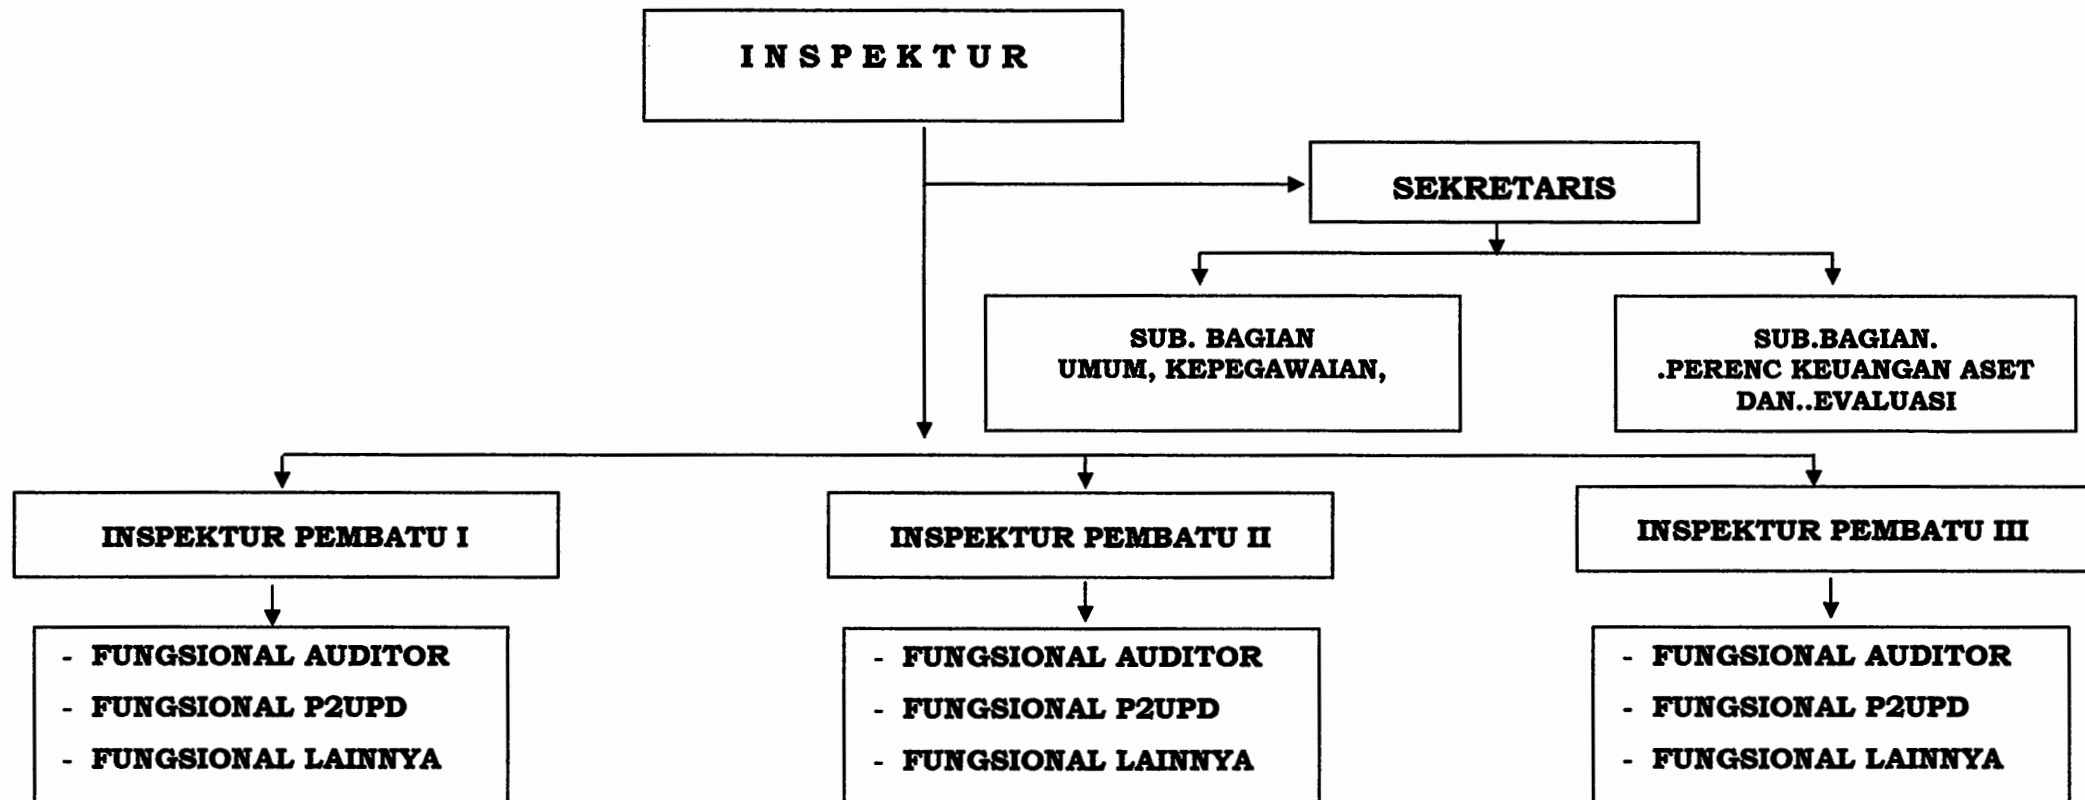 INSPEKTUR
SEKRETARIS
SUB. BAGIAN
UMUM, KEPEGAWAIAN,
SUB.BAGIAN.
.PERENC KEUANGAN ASET
DAN..EVALUASI
INSPEKTUR PEMBATU I
INSPEKTUR PEMBATU II
INSPEKTUR PEMBATU III
- FUNGSIONAL AUDITOR
- FUNGSIONAL P2UPD
- FUNGSIONAL LAINNYA
- FUNGSIONAL AUDITOR
- FUNGSIONAL P2UPD
- FUNGSIONAL LAINNYA
- FUNGSIONAL AUDITOR
- FUNGSIONAL P2UPD
- FUNGSIONAL LAINNYA